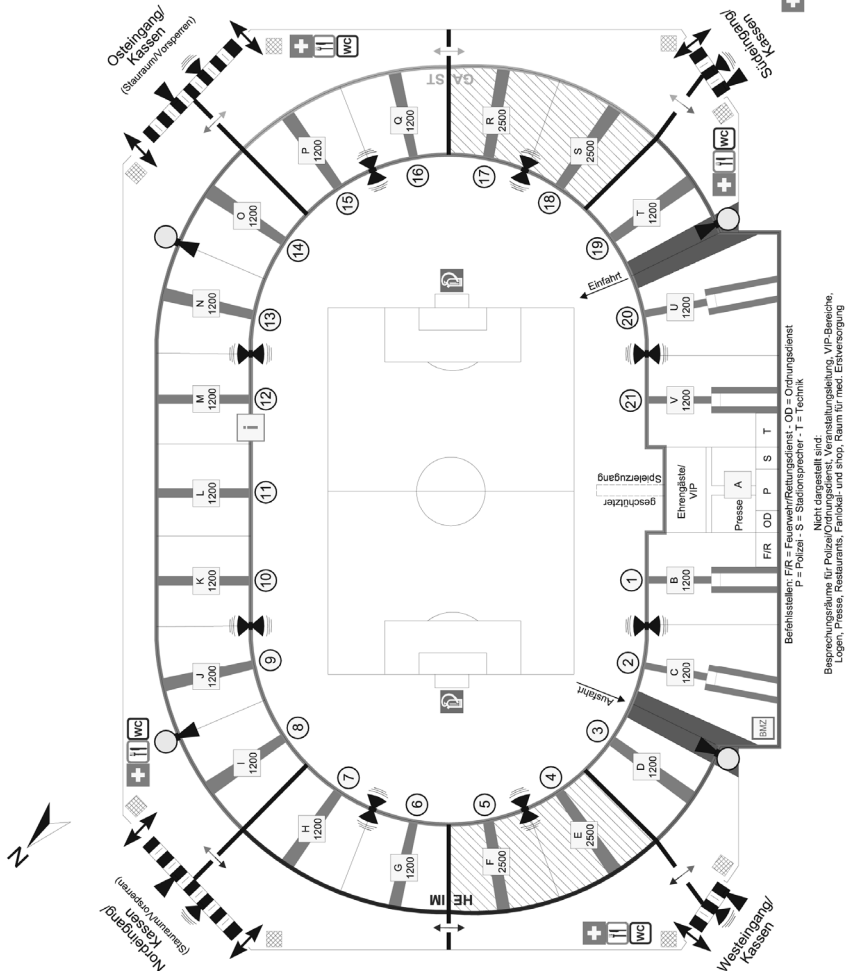 Osteingang/
Kassen
(Stauraum/Vorsperren)
WC
Südeingang/
Kassen
GAST
P
1200
Q
1200
R
2500
S
2500
O
1200
T
1200
WC
15
16
17
18
14
19
N
1200
13
Einfahrt
20
U
1200
M
1200
12
21
V
1200
i
L
1200
11
geschützter
Spielerzugang
Ehrengäste/
VIP
Presse
A
F/R
OD
P
S
T
K
1200
10
1
B
1200
J
1200
9
2
C
1200
Ausfahrt
BMZ
WC
I
1200
8
3
D
1200
7
6
5
4
H
1200
G
1200
F
2500
E
2500
HEIM
N
Nordeingang/
Kassen
(Stauraum/Vorsperren)
WC
Westeingang/
Kassen
Befehlsstellen: F/R = Feuerwehr/Rettungsdienst - OD = Ordnungsdienst
P = Polizei - S = Stadionsprecher - T = Technik
Nicht dargestellt sind:
Besprechungsräume für Polizei/Ordnungsdienst, Veranstaltungsleitung, VIP-Bereiche,
Logen, Presse, Restaurants, Fanlokal- und shop, Raum für med. Erstversorgung